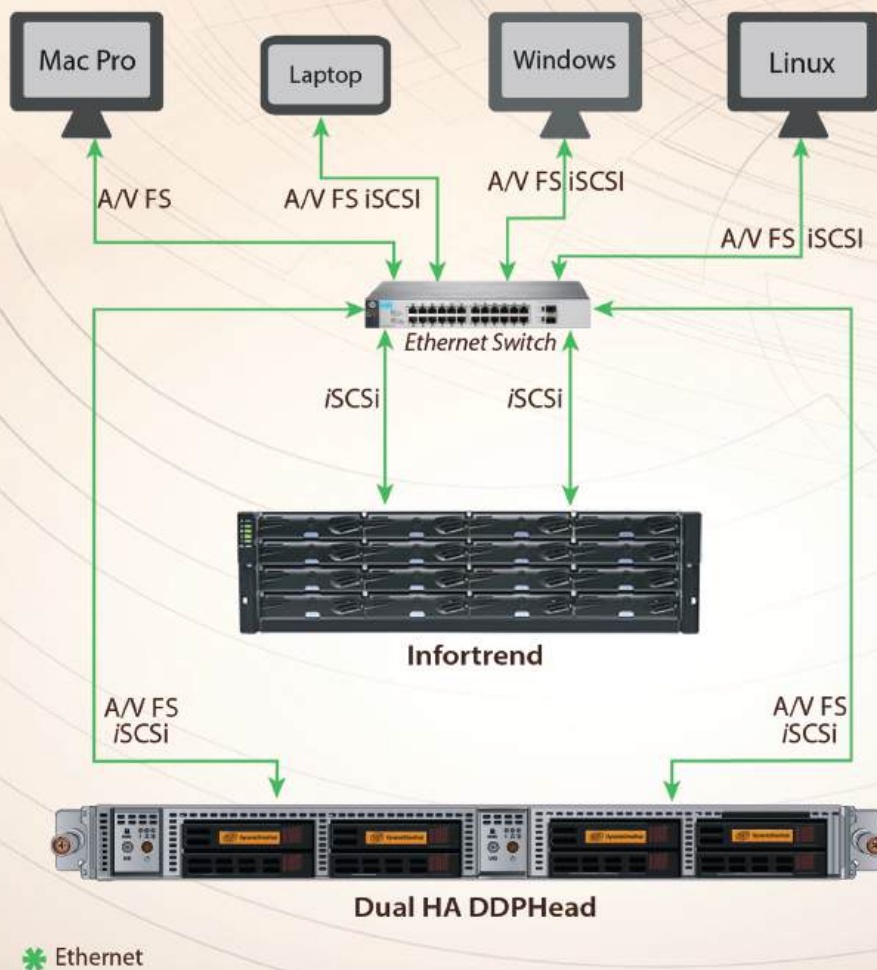 Mac Pro
Laptop
Windows
Linux
A/V FS
A/V FS iSCSI
A/V FS iSCSI
A/V FS iSCSI
Ethernet Switch
iSCSi
iSCSi
Infortrend
A/V FS
iSCSi
A/V FS
iSCSi
Dual HA DDPHead
Ethernet